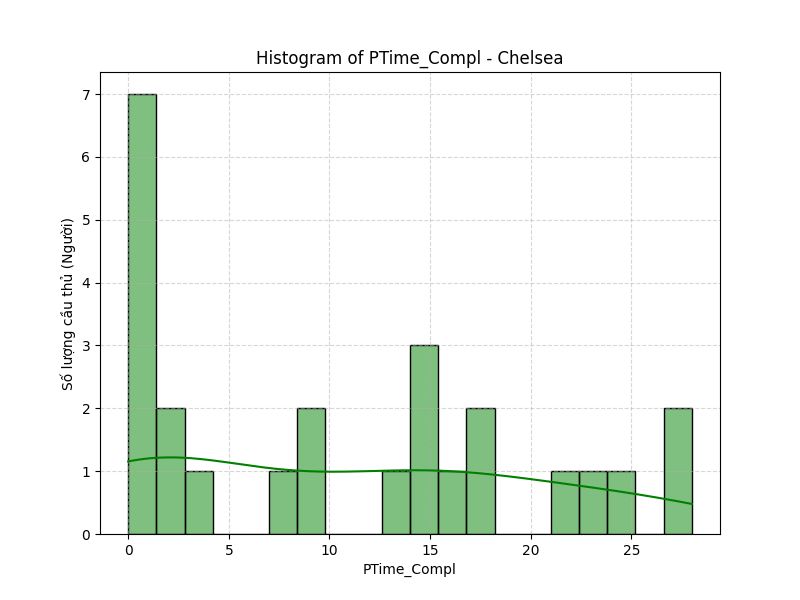 Histogram of PTime_Compl - Chelsea
Số lượng cầu thủ (Người)
7
6
5
4
3
2
1
0
0 5 10 15 20 25
PTime_Compl